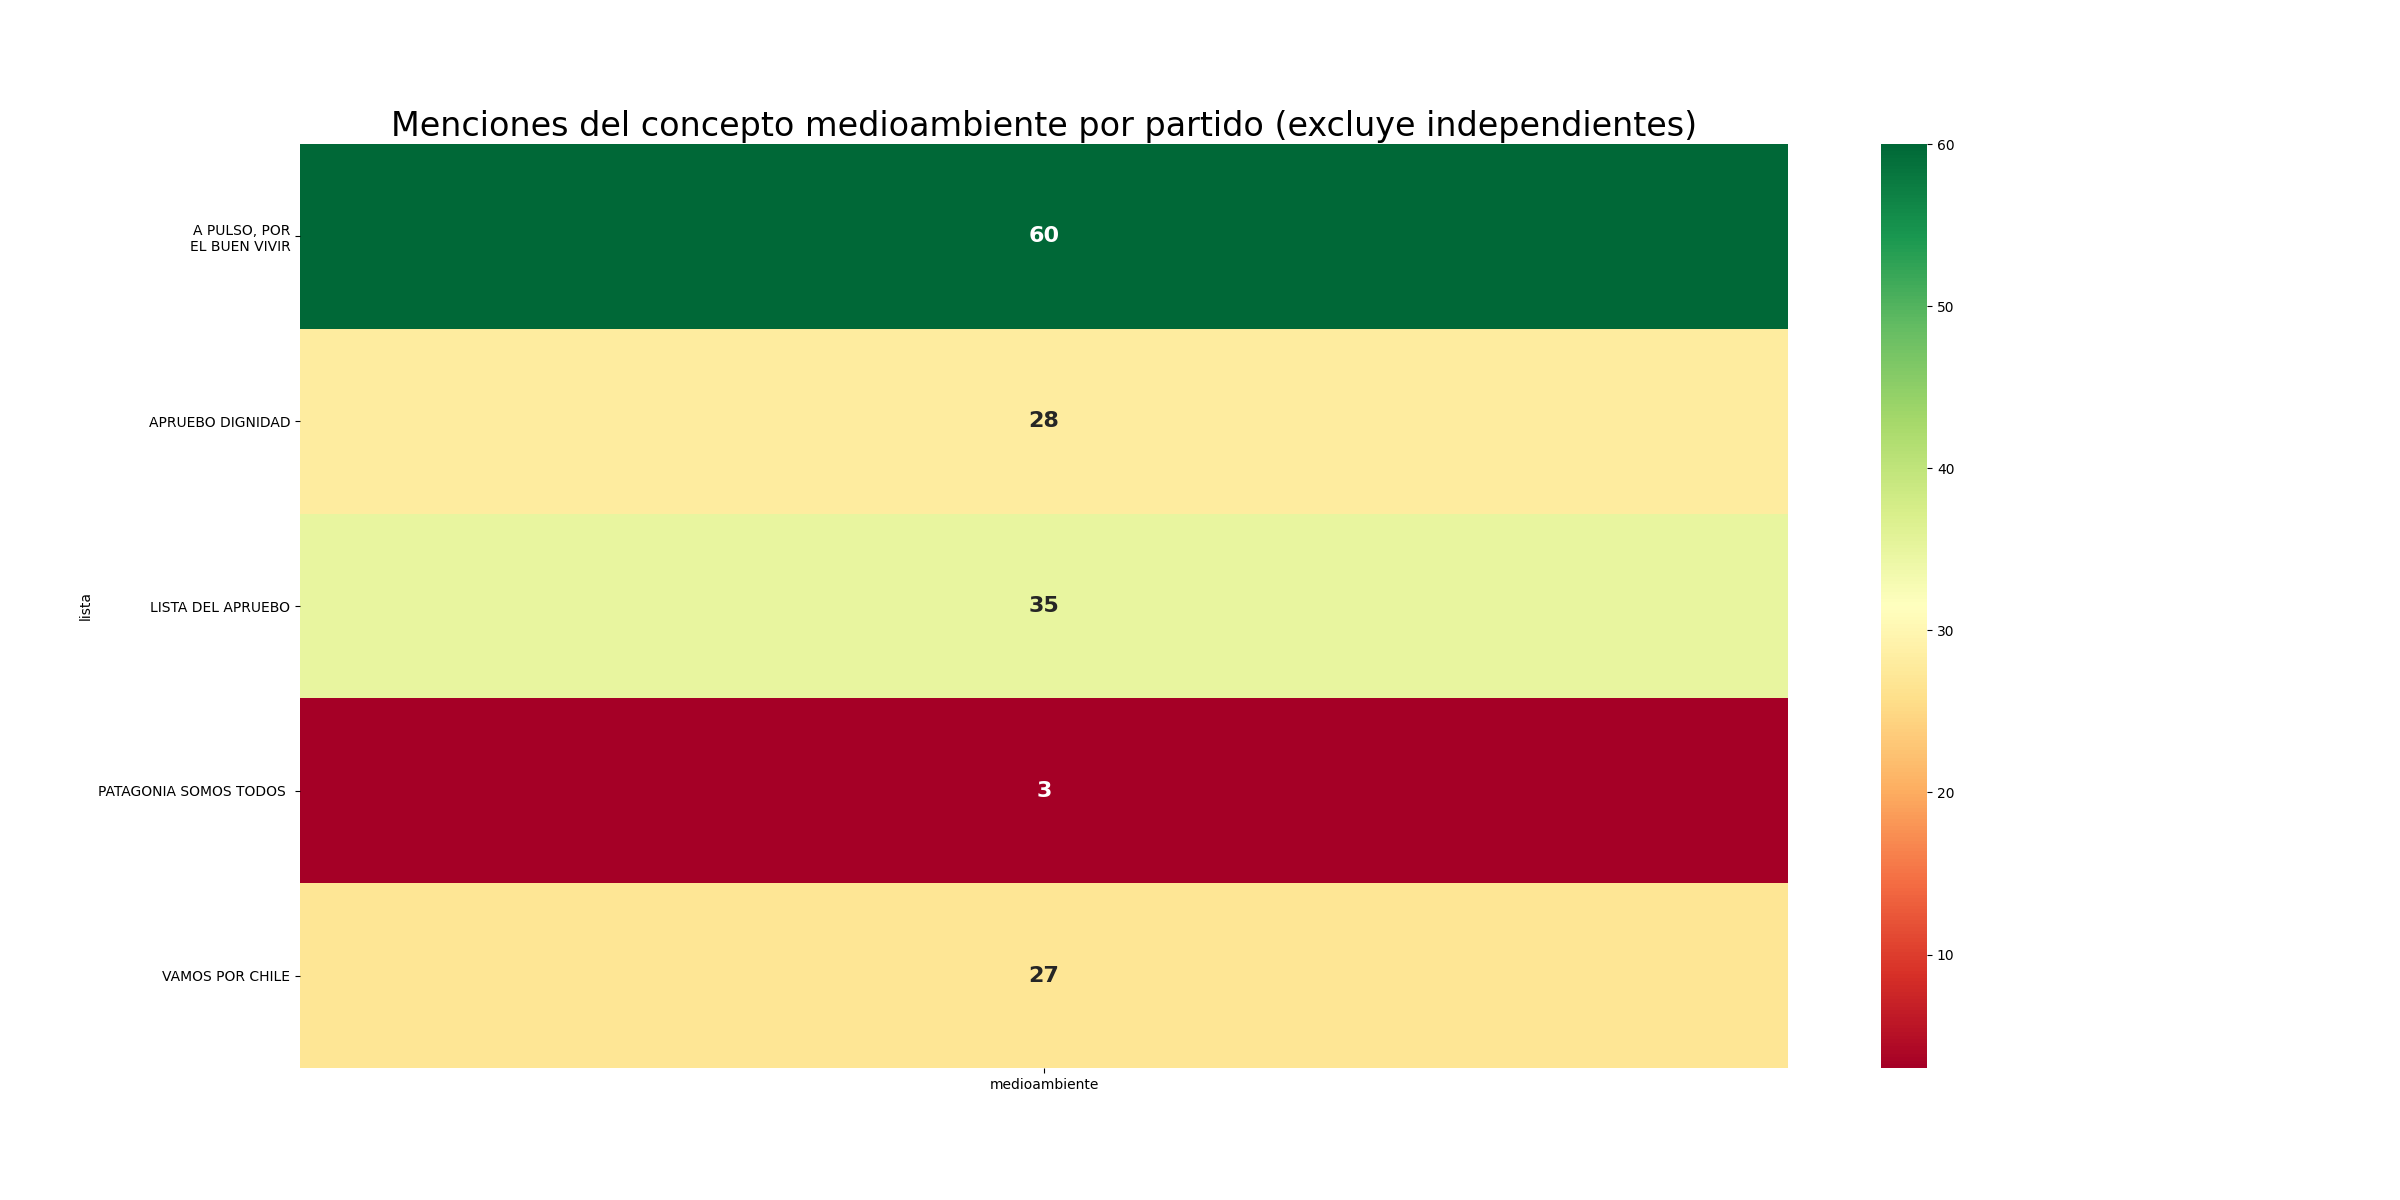 Menciones del concepto medioambiente por partido (excluye independientes)
A PULSO, POR
EL BUEN VIVIR
60
APRUEBO DIGNIDAD
28
LISTA DEL APRUEBO
35
PATAGONIA SOMOS TODOS
3
VAMOS POR CHILE
27
lista
medioambiente
60
50
40
30
20
10